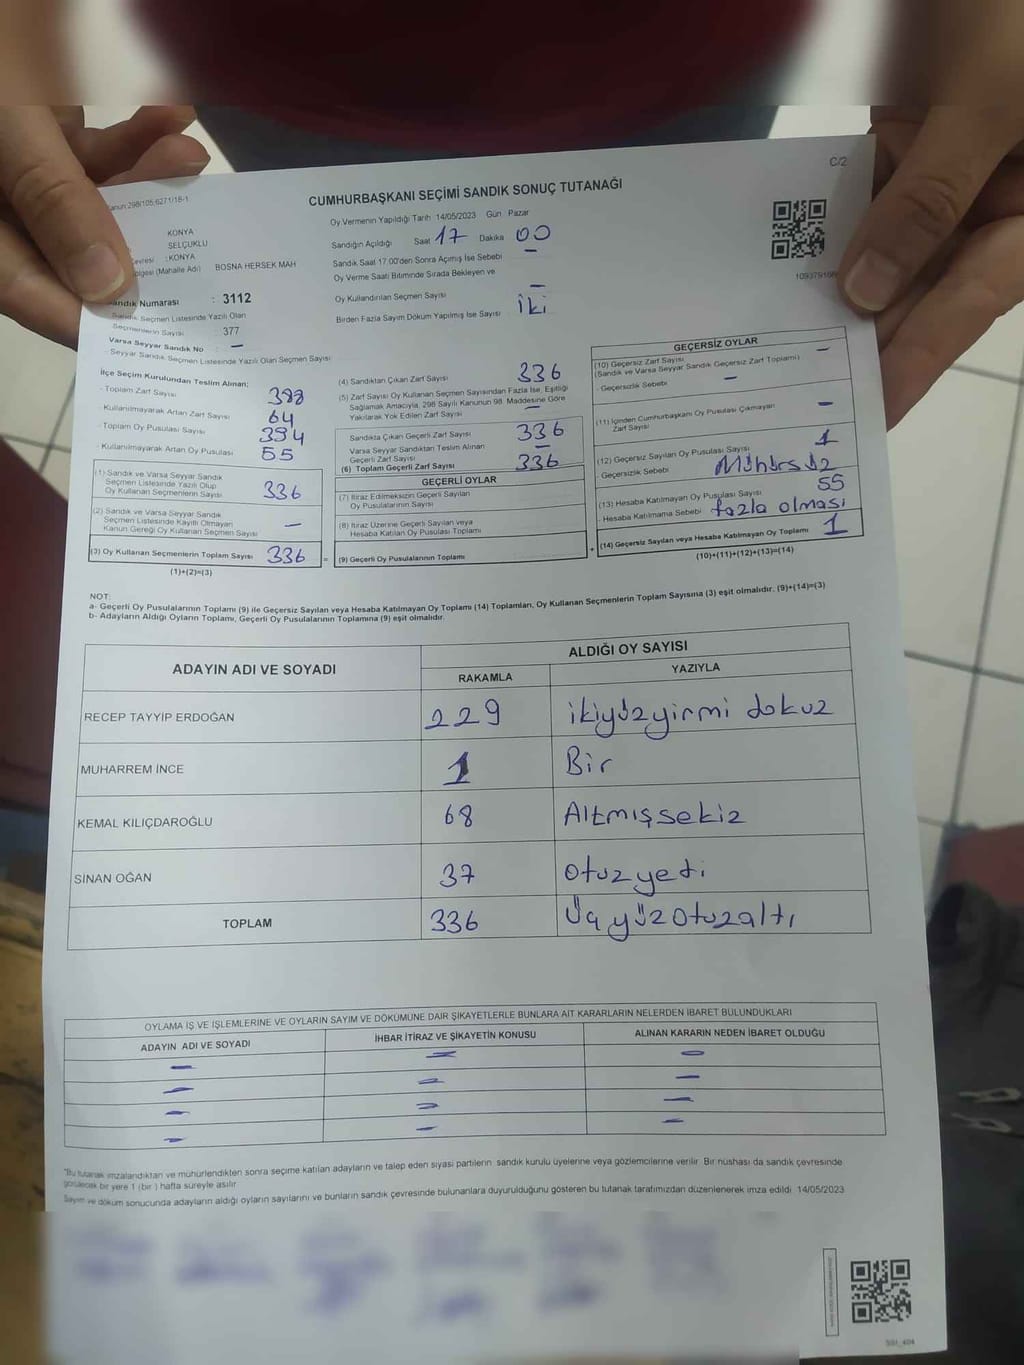 C/2
Kanun:298/105;6271/18-1
CUMHURBAŞKANI SEÇİMİ SANDIK SONUÇ TUTANAĞI
KONYA
SELÇUKLU
: KONYA
(Mahalle Adı) BOSNA HERSEK MAH
Sandık Numarası : 3112
Sandık Seçmen Listesinde Yazılı Olan
Seçmenlerin Sayısı : 377
Varsa Seyyar Sandık No : –
- Seyyar Sandık Seçmen Listesinde Yazılı Olan Seçmen Sayısı
Oy Vermenin Yapıldığı Tarih 14/05/2023 Gün Pazar
Sandığın Açıldığı Saat 17 Dakika 00
Sandık Saat 17.00'den Sonra Açımış İse Sebebi –
Oy Verme Saati Bitiminde Sırada Bekleyen ve
Oy Kullandırılan Seçmen Sayısı –
Birden Fazla Sayım Döküm Yapılmış İse Sayısı iki
İlçe Seçim Kurulundan Teslim Alınan;
- Toplam Zarf Sayısı
- Kullanılmayarak Artan Zarf Sayısı 64
- Toplam Oy Pusulası Sayısı
- Kullanılmayarak Artan Oy Pusulası 55
(1) Sandık ve Varsa Seyyar Sandık
Seçmen Listesinde Yazılı Olup
Oy Kullanan Seçmenlerin Sayısı 336
(2) Sandık ve Varsa Seyyar Sandık
Seçmen Listesinde Kayıtlı Olmayan
Kanun Gereği Oy Kullanan Seçmen Sayısı –
(3) Oy Kullanan Seçmenlerin Toplam Sayısı 336 =
(1)+(2)=(3)
(4) Sandıktan Çıkan Zarf Sayısı 336
(5) Zarf Sayısı Oy Kullanan Seçmen Sayısından Fazla İse, Eşitliği
Sağlamak Amacıyla, 298 Sayılı Kanunun 98. Maddesine Göre
Yakılarak Yok Edilen Zarf Sayısı –
Sandıkta Çıkan Geçerli Zarf Sayısı 336
Varsa Seyyar Sandıktan Teslim Alınan
Geçerli Zarf Sayısı –
(6) Toplam Geçerli Zarf Sayısı 336
GEÇERLİ OYLAR
(7) İtiraz Edilmeksizin Geçerli Sayılan
Oy Pusulalarının Sayısı
(8) İtiraz Üzerine Geçerli Sayılan veya
Hesaba Katılan Oy Pusulası Toplamı
(9) Geçerli Oy Pusulalarının Toplamı +
GEÇERSİZ OYLAR
(10) Geçersiz Zarf Sayısı –
(Sandık ve Varsa Seyyar Sandık Geçersiz Zarf Toplamı)
- Geçersizlik Sebebi –
(11) İçinden Cumhurbaşkanı Oy Pusulası Çıkmayan
Zarf Sayısı –
(12) Geçersiz Sayılan Oy Pusulası Sayısı 1
- Geçersizlik Sebebi Mühürsüz
(13) Hesaba Katılmayan Oy Pusulası Sayısı 55
- Hesaba Katılmama Sebebi fazla olması
(14) Geçersiz Sayılan veya Hesaba Katılmayan Oy Toplamı 1
(10)+(11)+(12)+(13)=(14)
NOT:
a- Geçerli Oy Pusulalarının Toplamı (9) ile Geçersiz Sayılan veya Hesaba Katılmayan Oy Toplamı (14) Toplamları, Oy Kullanan Seçmenlerin Toplam Sayısına (3) eşit olmalıdır. (9)+(14)=(3)
b- Adayların Aldığı Oyların Toplamı, Geçerli Oy Pusulalarının Toplamına (9) eşit olmalıdır.
ADAYIN ADI VE SOYADI ALDIĞI OY SAYISI
RAKAMLA YAZIYLA
RECEP TAYYİP ERDOĞAN 229 ikiyüzyirmi dokuz
MUHARREM İNCE 1 Bir
KEMAL KILIÇDAROĞLU 68 Altmışsekiz
SİNAN OĞAN 37 otuzyedi
TOPLAM 336 Üçyüzotuzaltı
OYLAMA İŞ VE İŞLEMLERİNE VE OYLARIN SAYIM VE DÖKÜMÜNE DAİR ŞİKAYETLERLE BUNLARA AİT KARARLARIN NELERDEN İBARET BULUNDUKLARI
ADAYIN ADI VE SOYADI İHBAR İTİRAZ VE ŞİKAYETİN KONUSU ALINAN KARARIN NEDEN İBARET OLDUĞU
– – –
– – –
– – –
– – –
"Bu tutanak imzalandıktan ve mühürlendikten sonra seçime katılan adayların ve talep eden siyasi partilerin sandık kurulu üyelerine veya gözlemcilerine verilir. Bir nüshası da sandık çevresinde
görülecek bir yere 1 (bir ) hafta süreyle asılır
Sayım ve döküm sonucunda adayların aldığı oyların sayılarını ve bunların sandık çevresinde bulunanlara duyurulduğunu gösteren bu tutanak tarafımızdan düzenlenerek imza edildi 14/05/2023